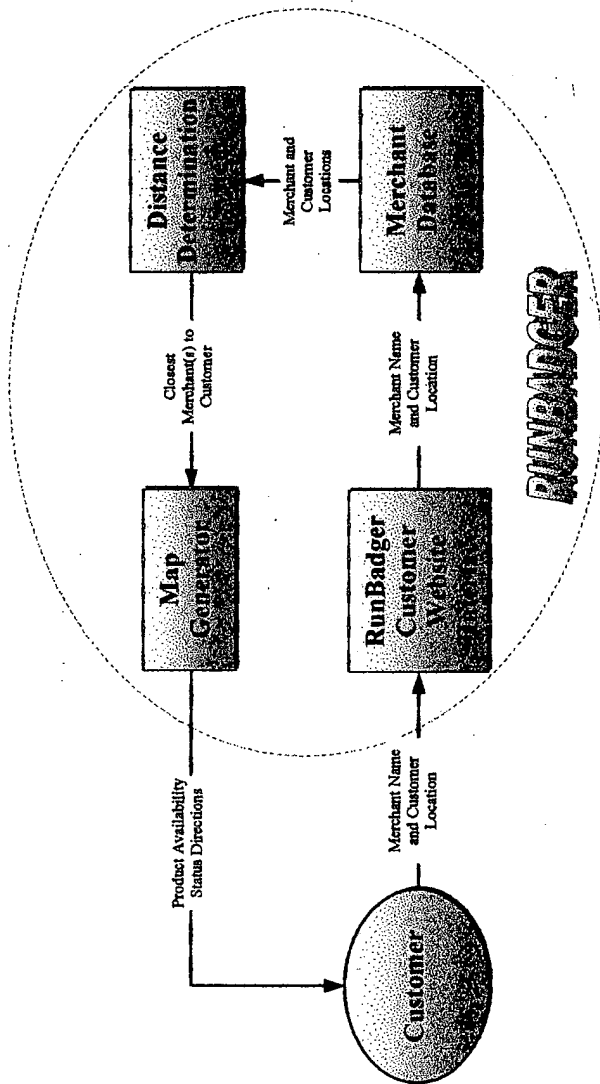 Product Availability
Status Directions
Map
Generator
Closest
Merchant(s) to
Customer
Distance
Determination
Merchant and
Customer
Locations
Customer
Merchant Name
and Customer
Location
RunBadger
Customer
Website
Merchant Name
and Customer
Location
Merchant
Database
RUNBADGER